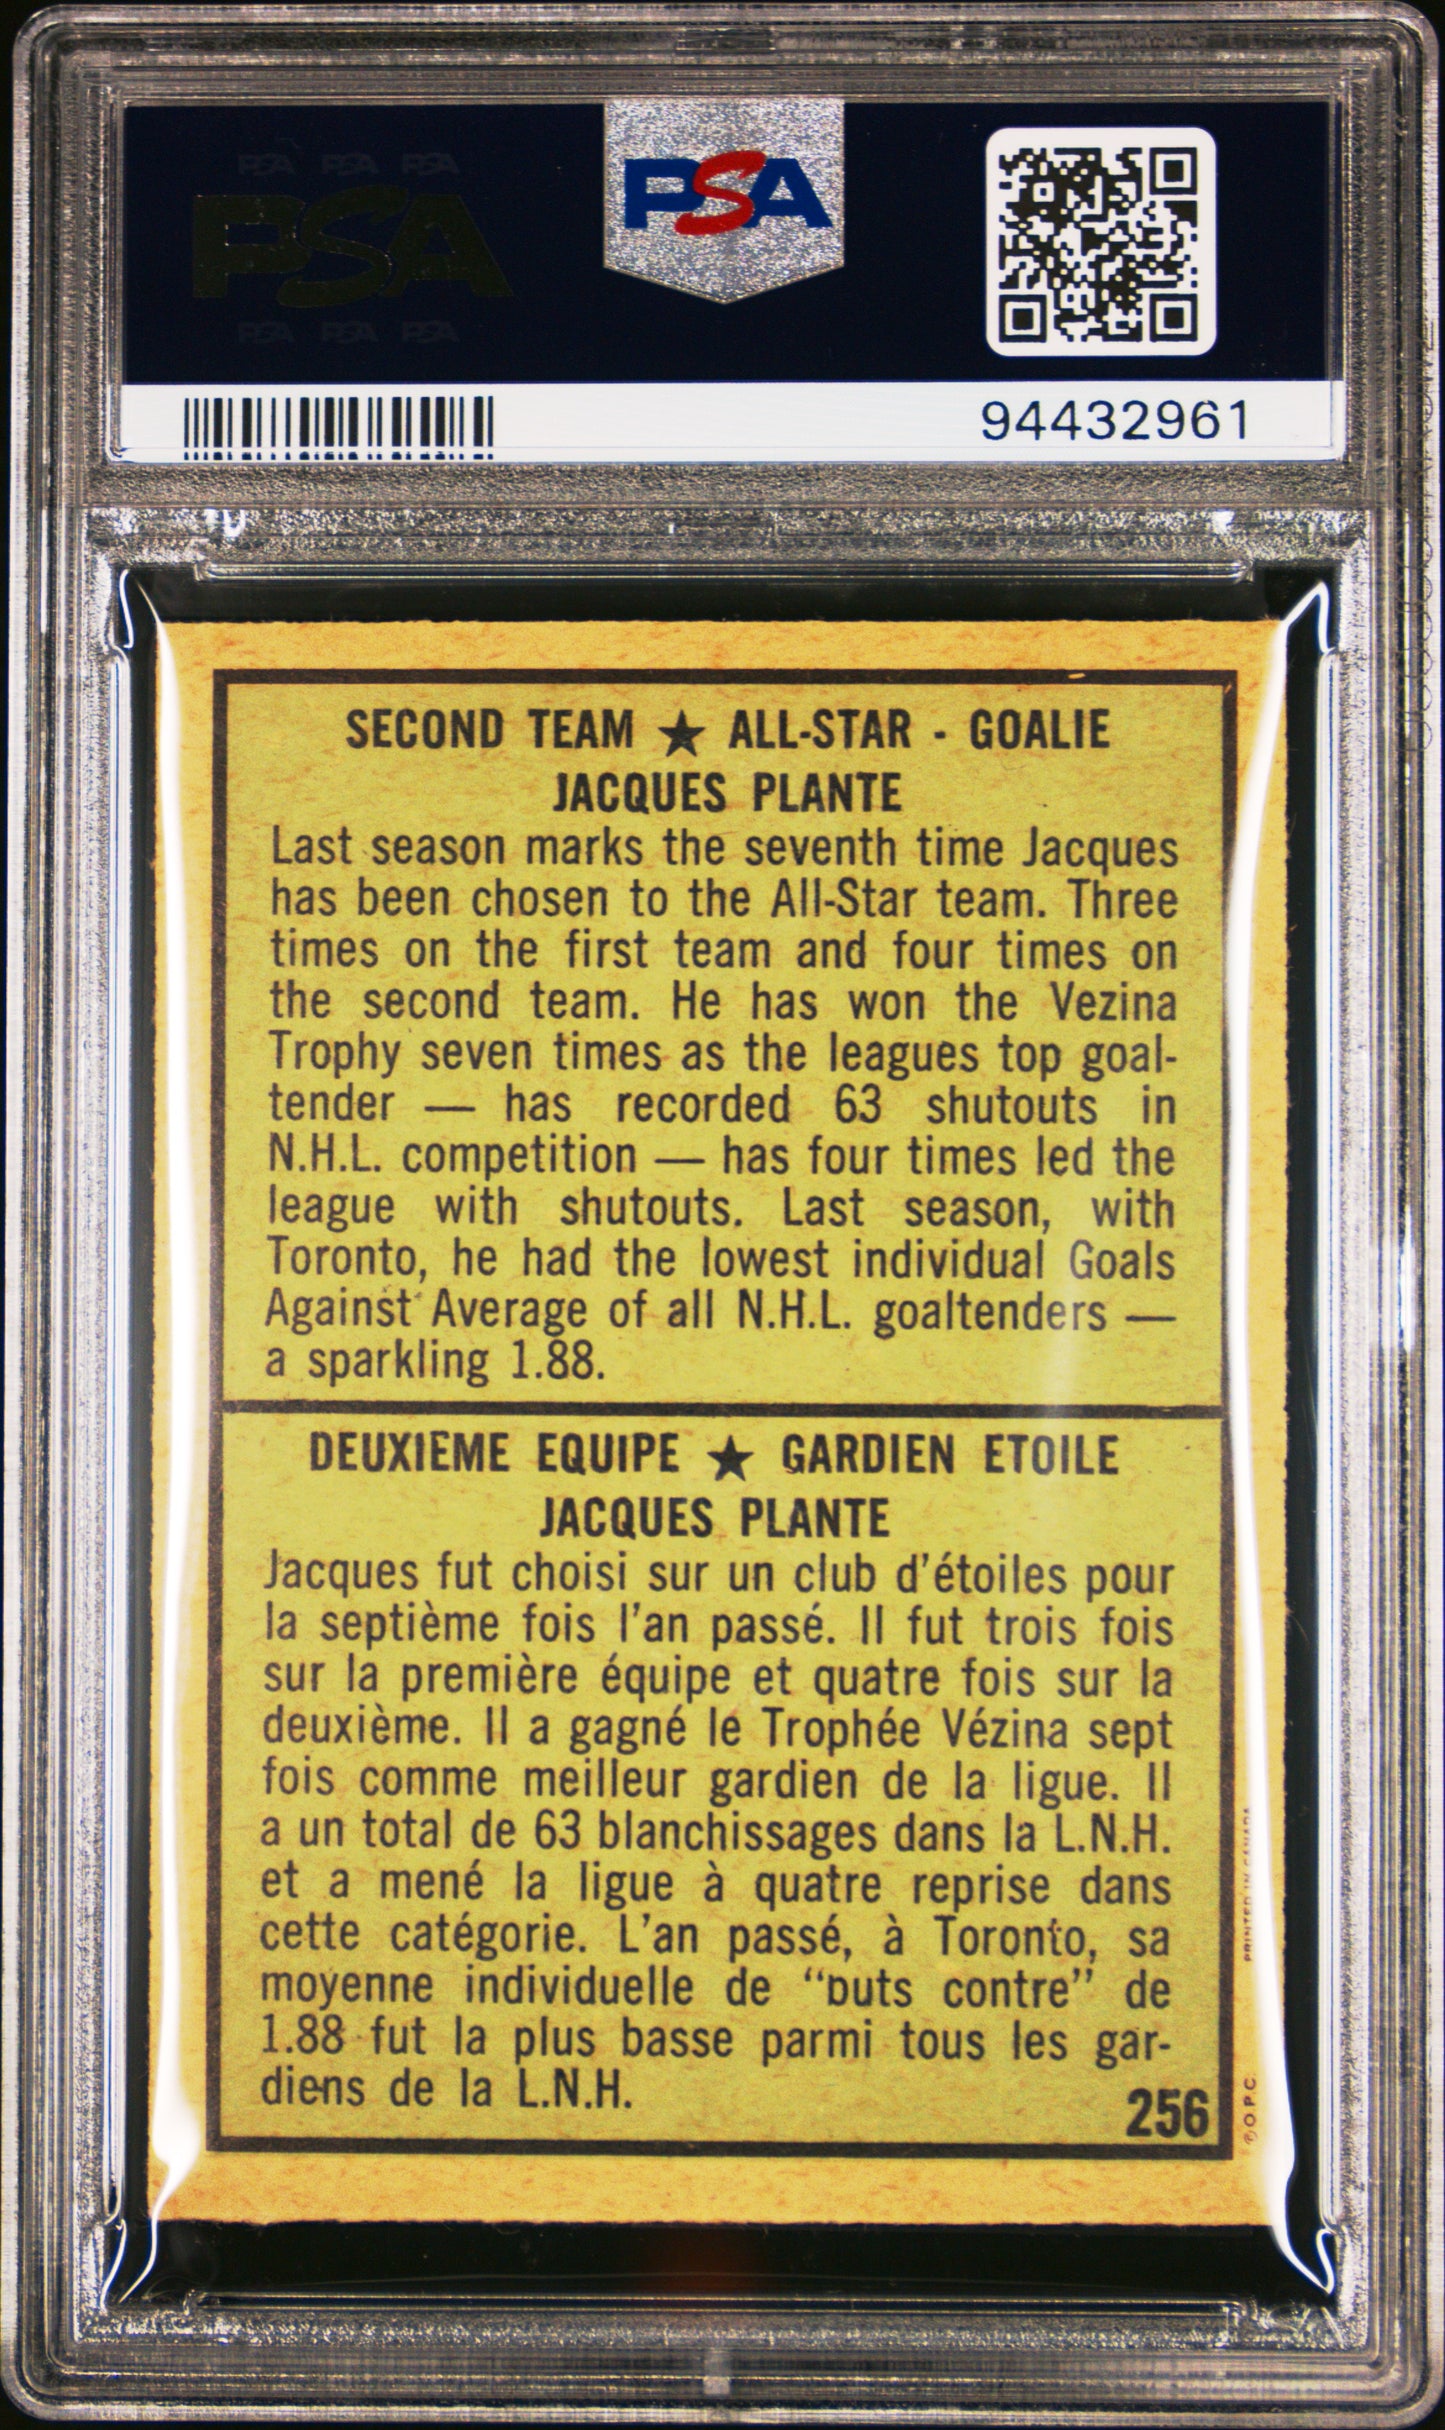 PSA PSA PSA
PSA
PSA PSA PSA
PSA
94432961
SECOND TEAM ★ ALL-STAR - GOALIE
JACQUES PLANTE
Last season marks the seventh time Jacques
has been chosen to the All-Star team. Three
times on the first team and four times on
the second team. He has won the Vezina
Trophy seven times as the leagues top goal-
tender — has recorded 63 shutouts in
N.H.L. competition — has four times led the
league with shutouts. Last season, with
Toronto, he had the lowest individual Goals
Against Average of all N.H.L. goaltenders —
a sparkling 1.88.
DEUXIEME EQUIPE ★ GARDIEN ETOILE
JACQUES PLANTE
Jacques fut choisi sur un club d'étoiles pour
la septième fois l'an passé. Il fut trois fois
sur la première équipe et quatre fois sur la
deuxième. Il a gagné le Trophée Vézina sept
fois comme meilleur gardien de la ligue. Il
a un total de 63 blanchissages dans la L.N.H.
et a mené la ligue à quatre reprise dans
cette catégorie. L'an passé, à Toronto, sa
moyenne individuelle de "buts contre" de
1.88 fut la plus basse parmi tous les gar-
diens de la L.N.H.
256
O.P.C.
PRINTED IN CANADA